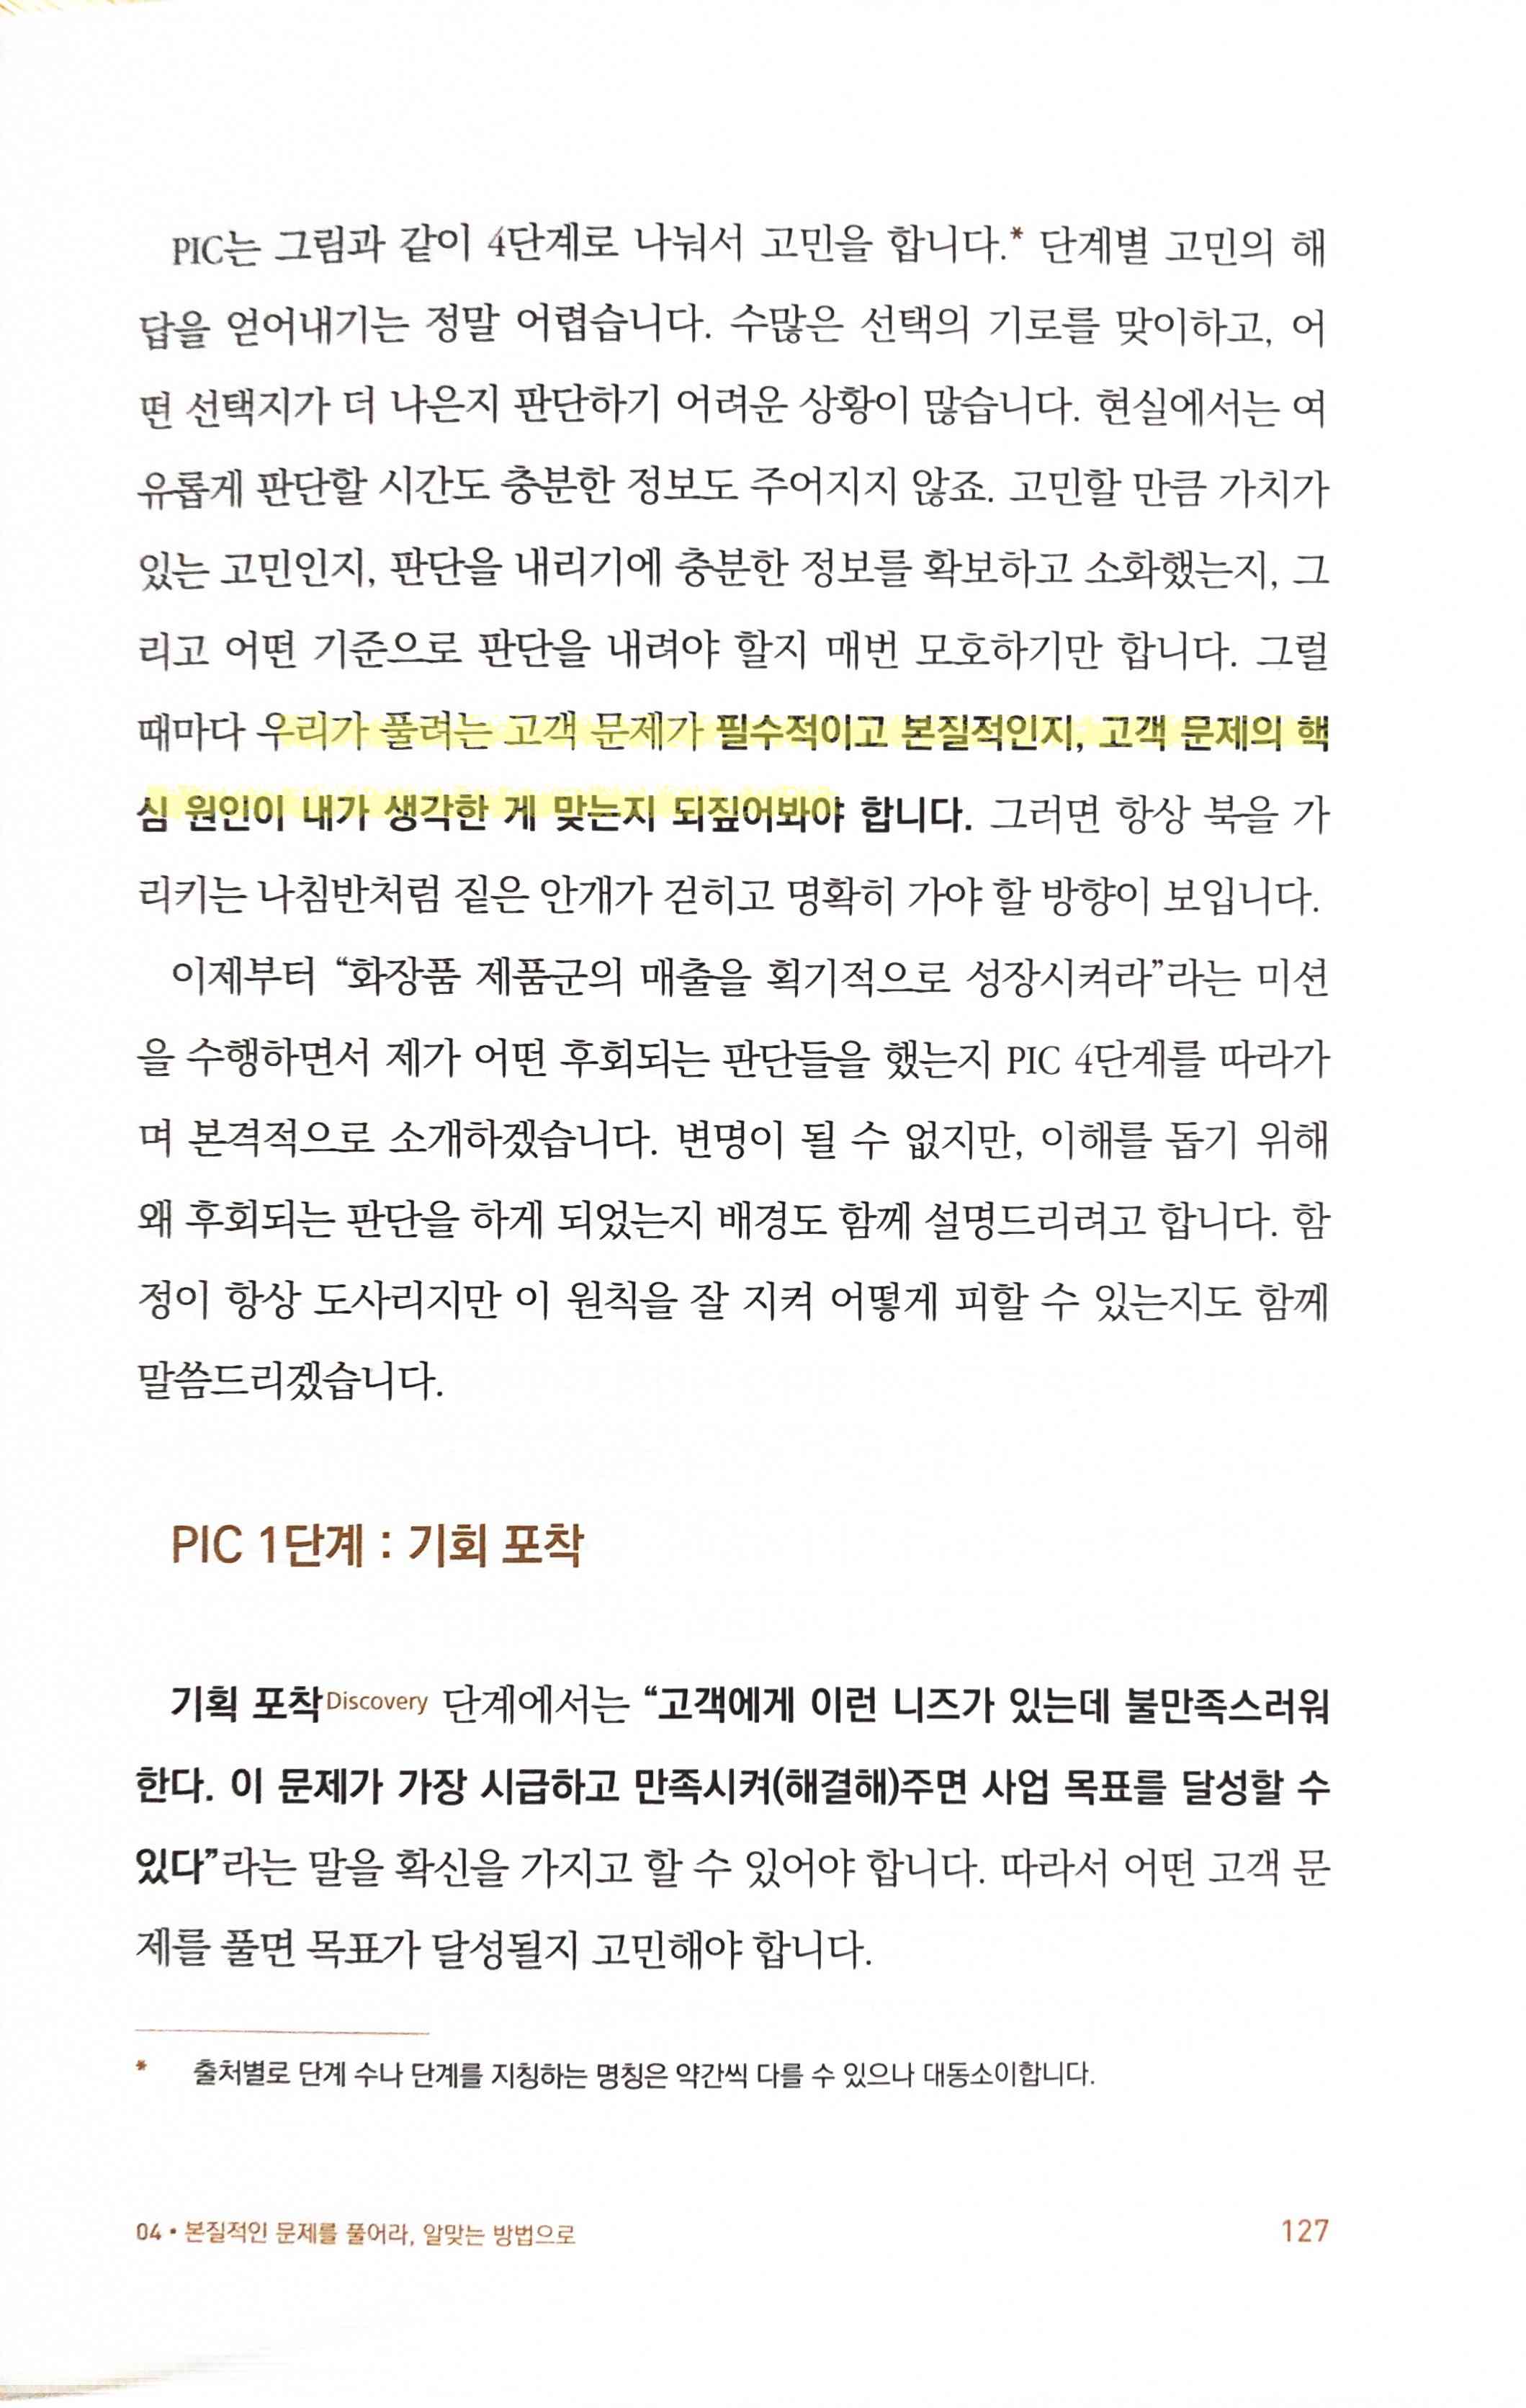 PIC는 그림과 같이 4단계로 나눠서 고민을 합니다.* 단계별 고민의 해
답을 얻어내기는 정말 어렵습니다. 수많은 선택의 기로를 맞이하고, 어
떤 선택지가 더 나은지 판단하기 어려운 상황이 많습니다. 현실에서는 여
유롭게 판단할 시간도 충분한 정보도 주어지지 않죠. 고민할 만큼 가치가
있는 고민인지, 판단을 내리기에 충분한 정보를 확보하고 소화했는지, 그
리고 어떤 기준으로 판단을 내려야 할지 매번 모호하기만 합니다. 그럴
때마다 우리가 풀려는 고객 문제가 필수적이고 본질적인지, 고객 문제의 핵
심 원인이 내가 생각한 게 맞는지 되짚어봐야 합니다. 그러면 항상 북을 가
리키는 나침반처럼 짙은 안개가 걷히고 명확히 가야 할 방향이 보입니다.
이제부터 “화장품 제품군의 매출을 획기적으로 성장시켜라”라는 미션
을 수행하면서 제가 어떤 후회되는 판단들을 했는지 PIC 4단계를 따라가
며 본격적으로 소개하겠습니다. 변명이 될 수 없지만, 이해를 돕기 위해
왜 후회되는 판단을 하게 되었는지 배경도 함께 설명드리려고 합니다. 함
정이 항상 도사리지만 이 원칙을 잘 지켜 어떻게 피할 수 있는지도 함께
말씀드리겠습니다.
PIC 1단계 : 기회 포착
기획 포착Discovery 단계에서는 “고객에게 이런 니즈가 있는데 불만족스러워
한다. 이 문제가 가장 시급하고 만족시켜(해결해)주면 사업 목표를 달성할 수
있다”라는 말을 확신을 가지고 할 수 있어야 합니다. 따라서 어떤 고객 문
제를 풀면 목표가 달성될지 고민해야 합니다.
* 출처별로 단계 수나 단계를 지칭하는 명칭은 약간씩 다를 수 있으나 대동소이합니다.
04 • 본질적인 문제를 풀어라, 알맞는 방법으로 127